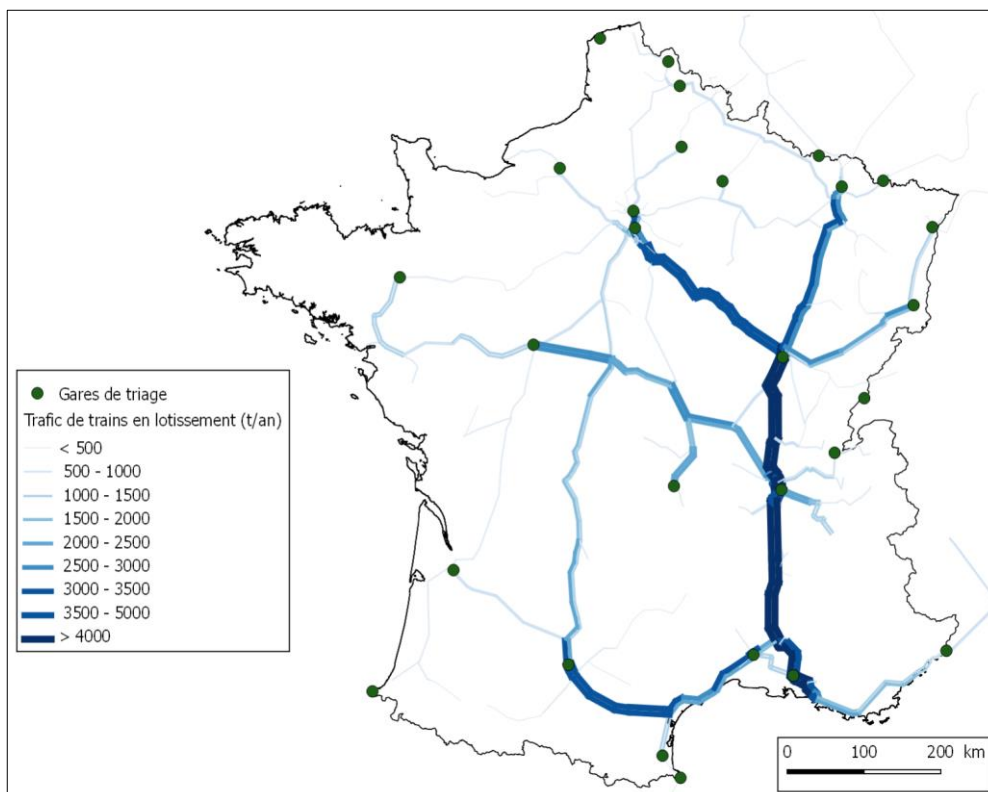 Gares de triage
Trafic de trains en lotissement (t/an)
< 500
500 - 1000
1000 - 1500
1500 - 2000
2000 - 2500
2500 - 3000
3000 - 3500
3500 - 5000
> 4000
0 100 200 km